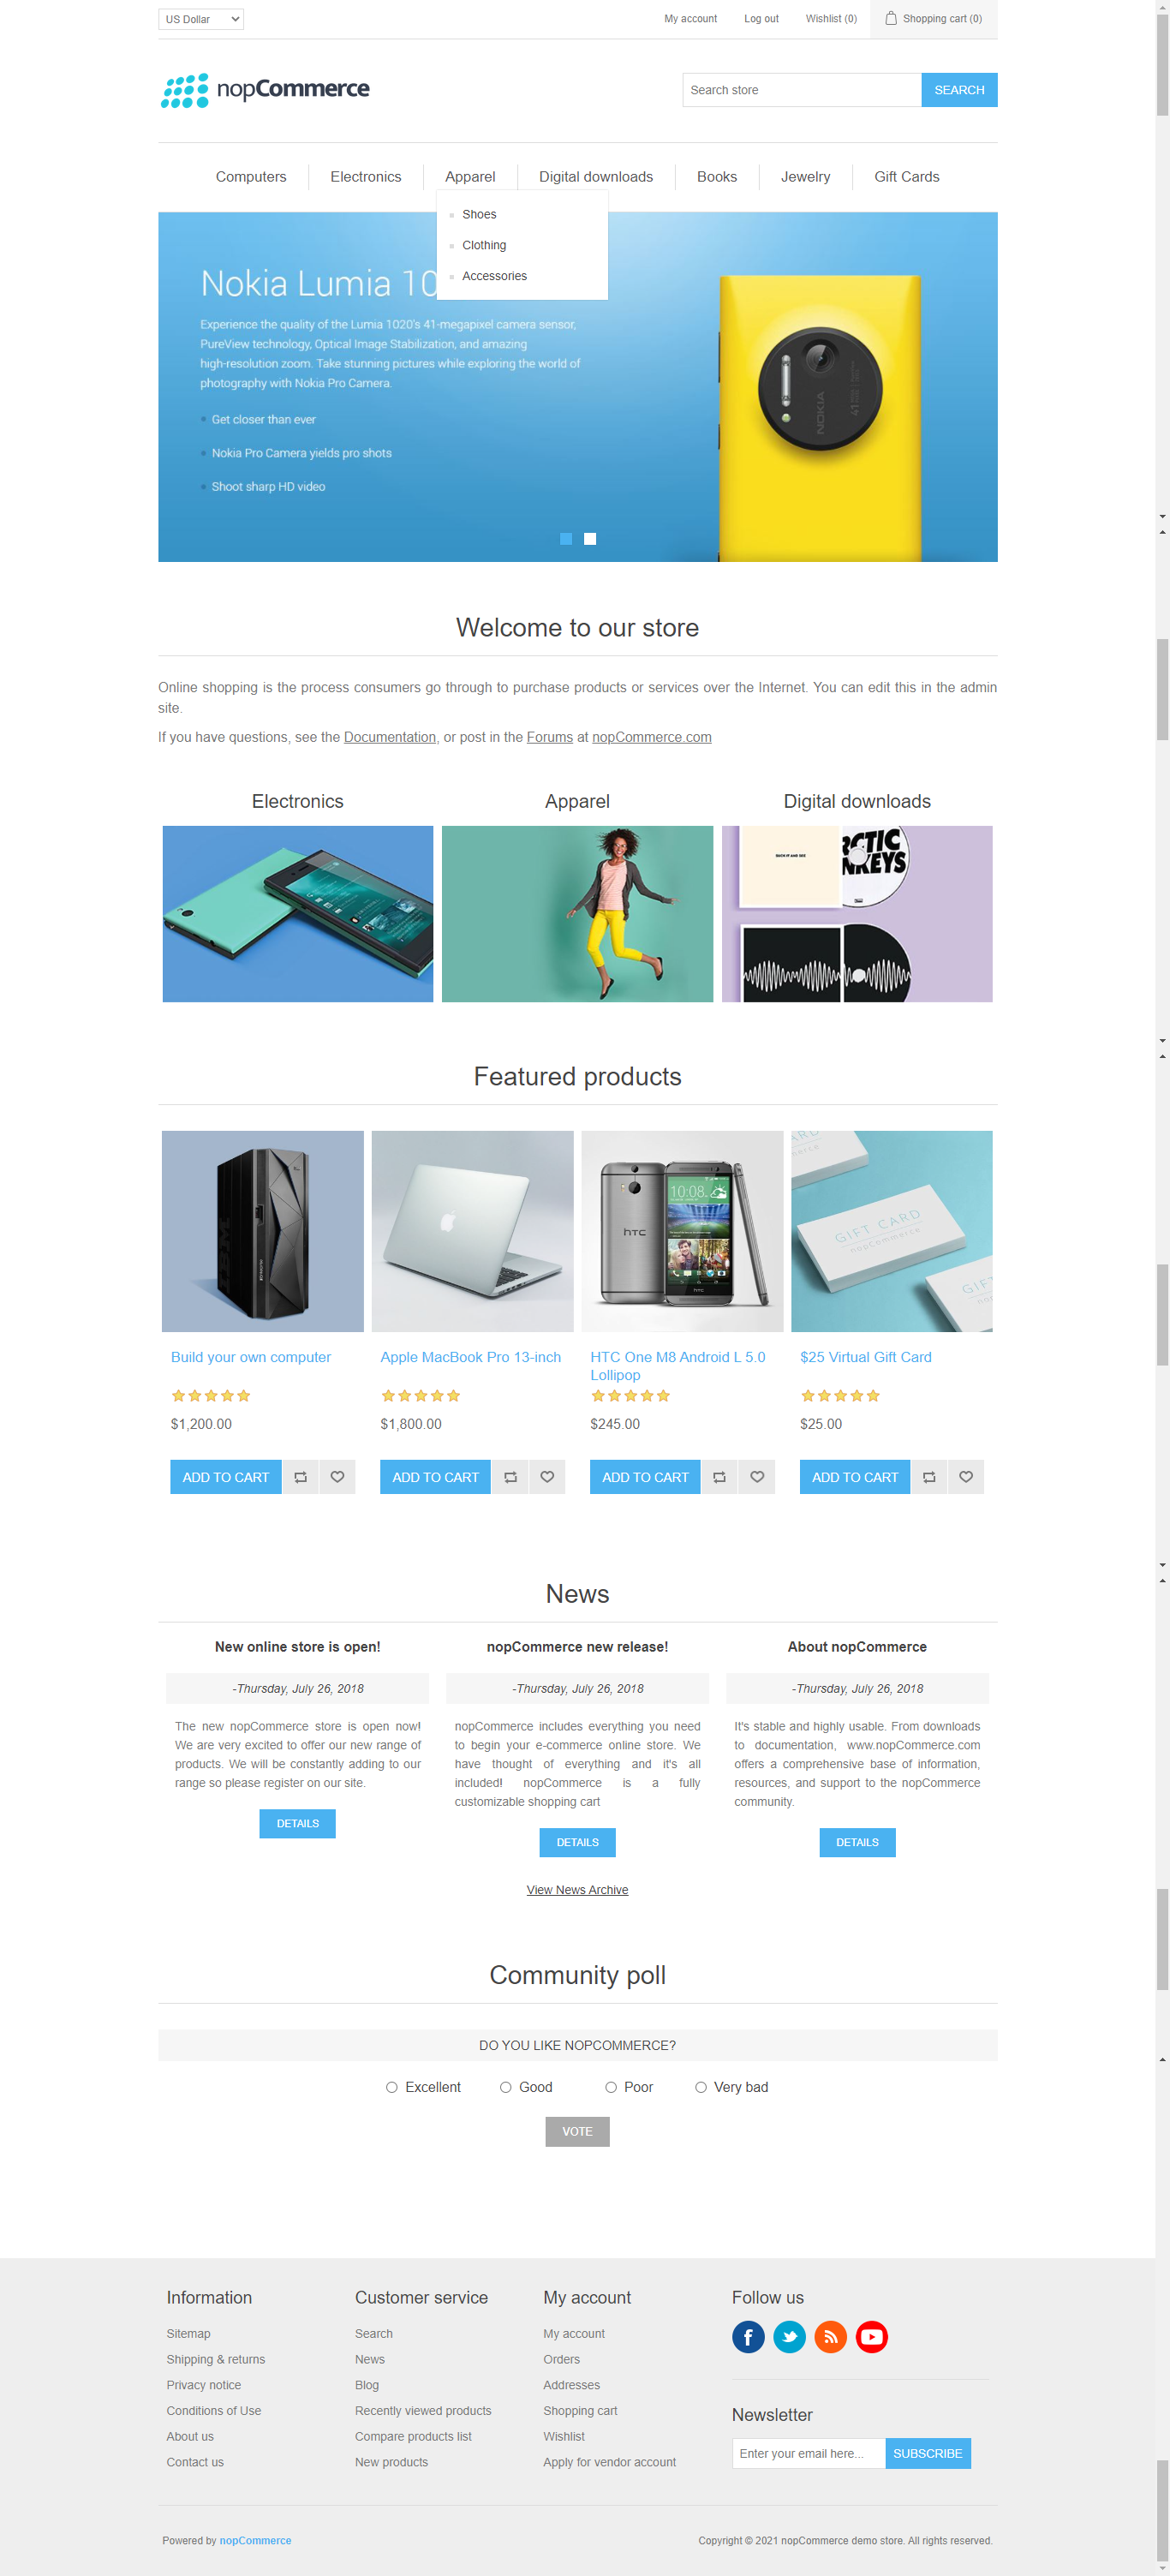 US Dollar
My account
Log out
Wishlist (0)
Shopping cart (0)
nopCommerce
Search store
SEARCH
Computers
Electronics
Apparel
Digital downloads
Books
Jewelry
Gift Cards
Shoes
Clothing
Accessories
Nokia Lumia 10
Experience the quality of the Lumia 1020's 41-megapixel camera sensor,
PureView technology, Optical Image Stabilization, and amazing
high-resolution zoom. Take stunning pictures while exploring the world of
photography with Nokia Pro Camera.
Get closer than ever
Nokia Pro Camera yields pro shots
Shoot sharp HD video
NOKIA
41
Welcome to our store
Online shopping is the process consumers go through to purchase products or services over the Internet. You can edit this in the admin
site.
If you have questions, see the Documentation, or post in the Forums at nopCommerce.com
Electronics
Apparel
Digital downloads
SUCK IT AND SEE
RCTIC
NKEYS
Featured products
10:08
hTC
hTC
GIFT CARD
nopCommerce
Build your own computer
Apple MacBook Pro 13-inch
HTC One M8 Android L 5.0
Lollipop
$25 Virtual Gift Card
$1,200.00
$1,800.00
$245.00
$25.00
ADD TO CART
ADD TO CART
ADD TO CART
ADD TO CART
News
New online store is open!
-Thursday, July 26, 2018
The new nopCommerce store is open now!
We are very excited to offer our new range of
products. We will be constantly adding to our
range so please register on our site.
DETAILS
nopCommerce new release!
-Thursday, July 26, 2018
nopCommerce includes everything you need
to begin your e-commerce online store. We
have thought of everything and it's all
included! nopCommerce is a fully
customizable shopping cart
DETAILS
About nopCommerce
-Thursday, July 26, 2018
It's stable and highly usable. From downloads
to documentation, www.nopCommerce.com
offers a comprehensive base of information,
resources, and support to the nopCommerce
community.
DETAILS
View News Archive
Community poll
DO YOU LIKE NOPCOMMERCE?
Excellent
Good
Poor
Very bad
VOTE
Information
Sitemap
Shipping & returns
Privacy notice
Conditions of Use
About us
Contact us
Customer service
Search
News
Blog
Recently viewed products
Compare products list
New products
My account
My account
Orders
Addresses
Shopping cart
Wishlist
Apply for vendor account
Follow us
Newsletter
Enter your email here...
SUBSCRIBE
Powered by nopCommerce
Copyright © 2021 nopCommerce demo store. All rights reserved.